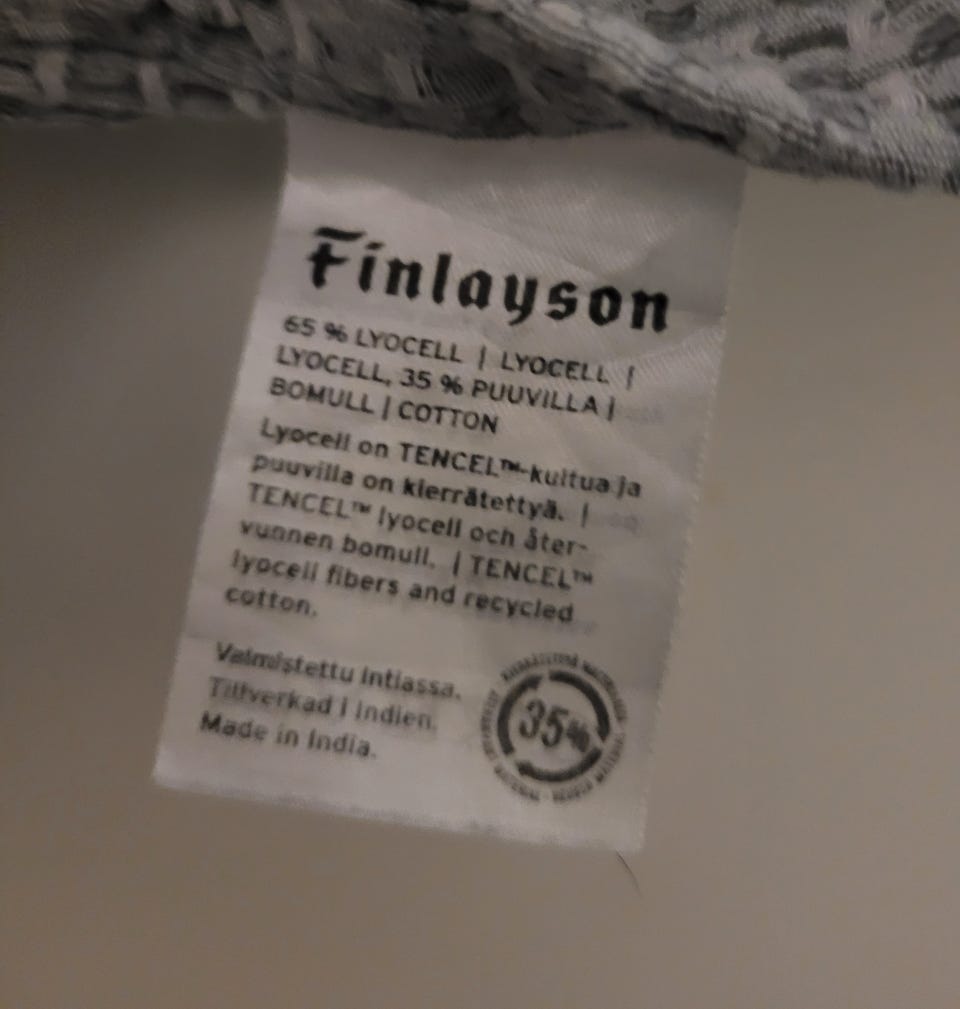 Finlayson
65 % LYOCELL | LYOCELL |
LYOCELL, 35 % PUUVILLA |
BOMULL | COTTON
Lyocell on TENCEL™-kuitua ja
puuvilla on kierrätettyä. |
TENCEL™ lyocell och åter-
vunnen bomull. | TENCEL™
lyocell fibers and recycled
cotton.
Valmistettu Intiassa.
Tillverkad i Indien.
Made in India.
35%